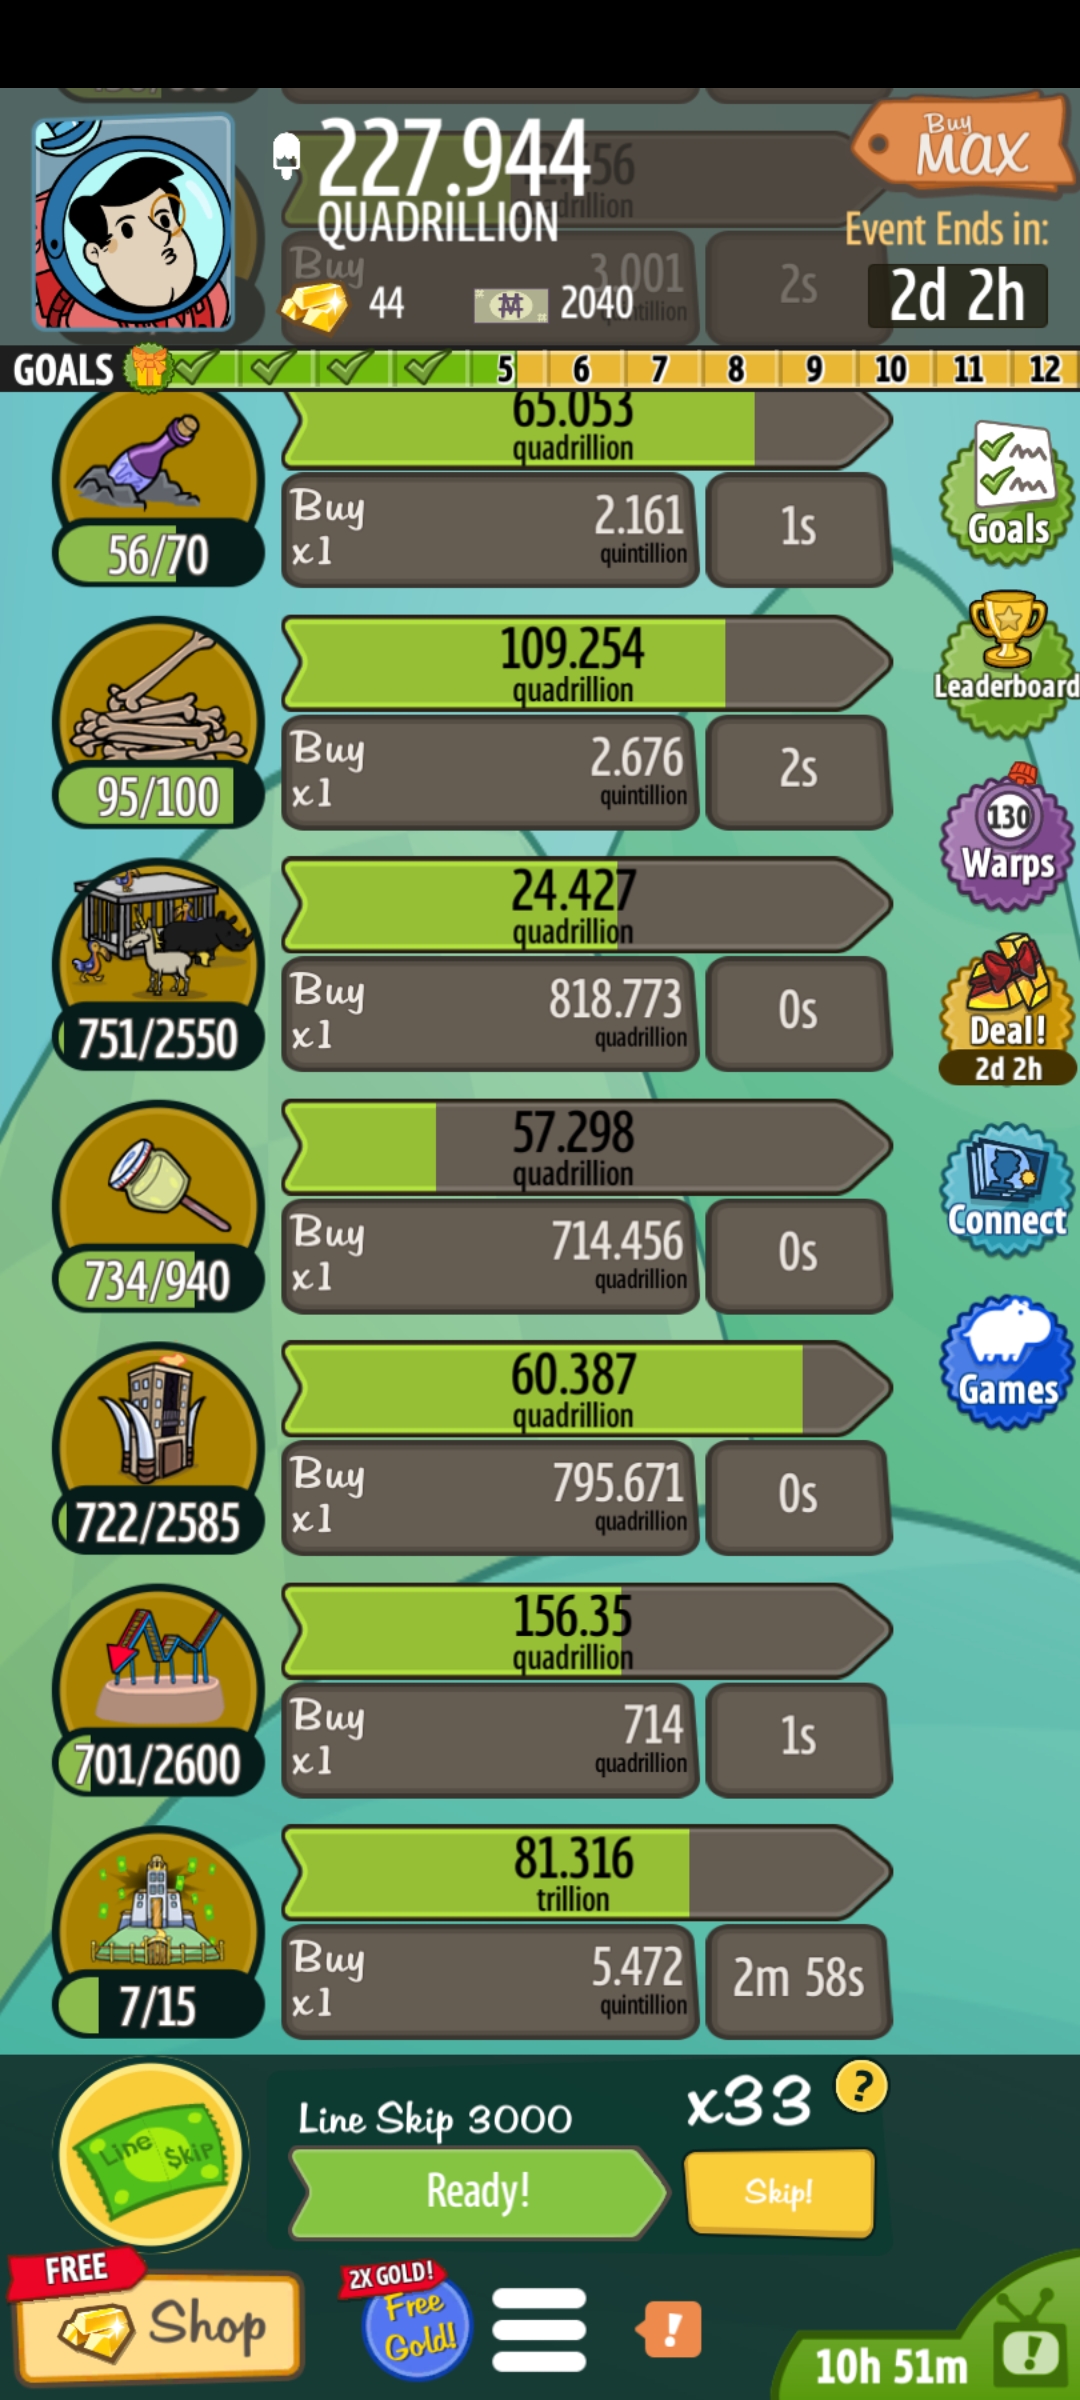 227.944
QUADRILLION
Buy
MAX
Event Ends in:
2d 2h
44
2040
Buy
3.001
2s
GOALS
5
6
7
8
9
10
11
12
65.053
quadrillion
56/70
Buy
x1
2.161
quintillion
1s
Goals
109.254
quadrillion
95/100
Buy
x1
2.676
quintillion
2s
Leaderboard
130
Warps
24.427
quadrillion
751/2550
Buy
x1
818.773
quadrillion
0s
Deal!
2d 2h
57.298
quadrillion
734/940
Buy
x1
714.456
quadrillion
0s
Connect
60.387
quadrillion
722/2585
Buy
x1
795.671
quadrillion
0s
Games
156.35
quadrillion
701/2600
Buy
x1
714
quadrillion
1s
81.316
trillion
7/15
Buy
x1
5.472
quintillion
2m 58s
Line Skip
Line Skip 3000
Ready!
x33
?
Skip!
FREE
Shop
2X GOLD!
Free
Gold!
!
10h 51m
!